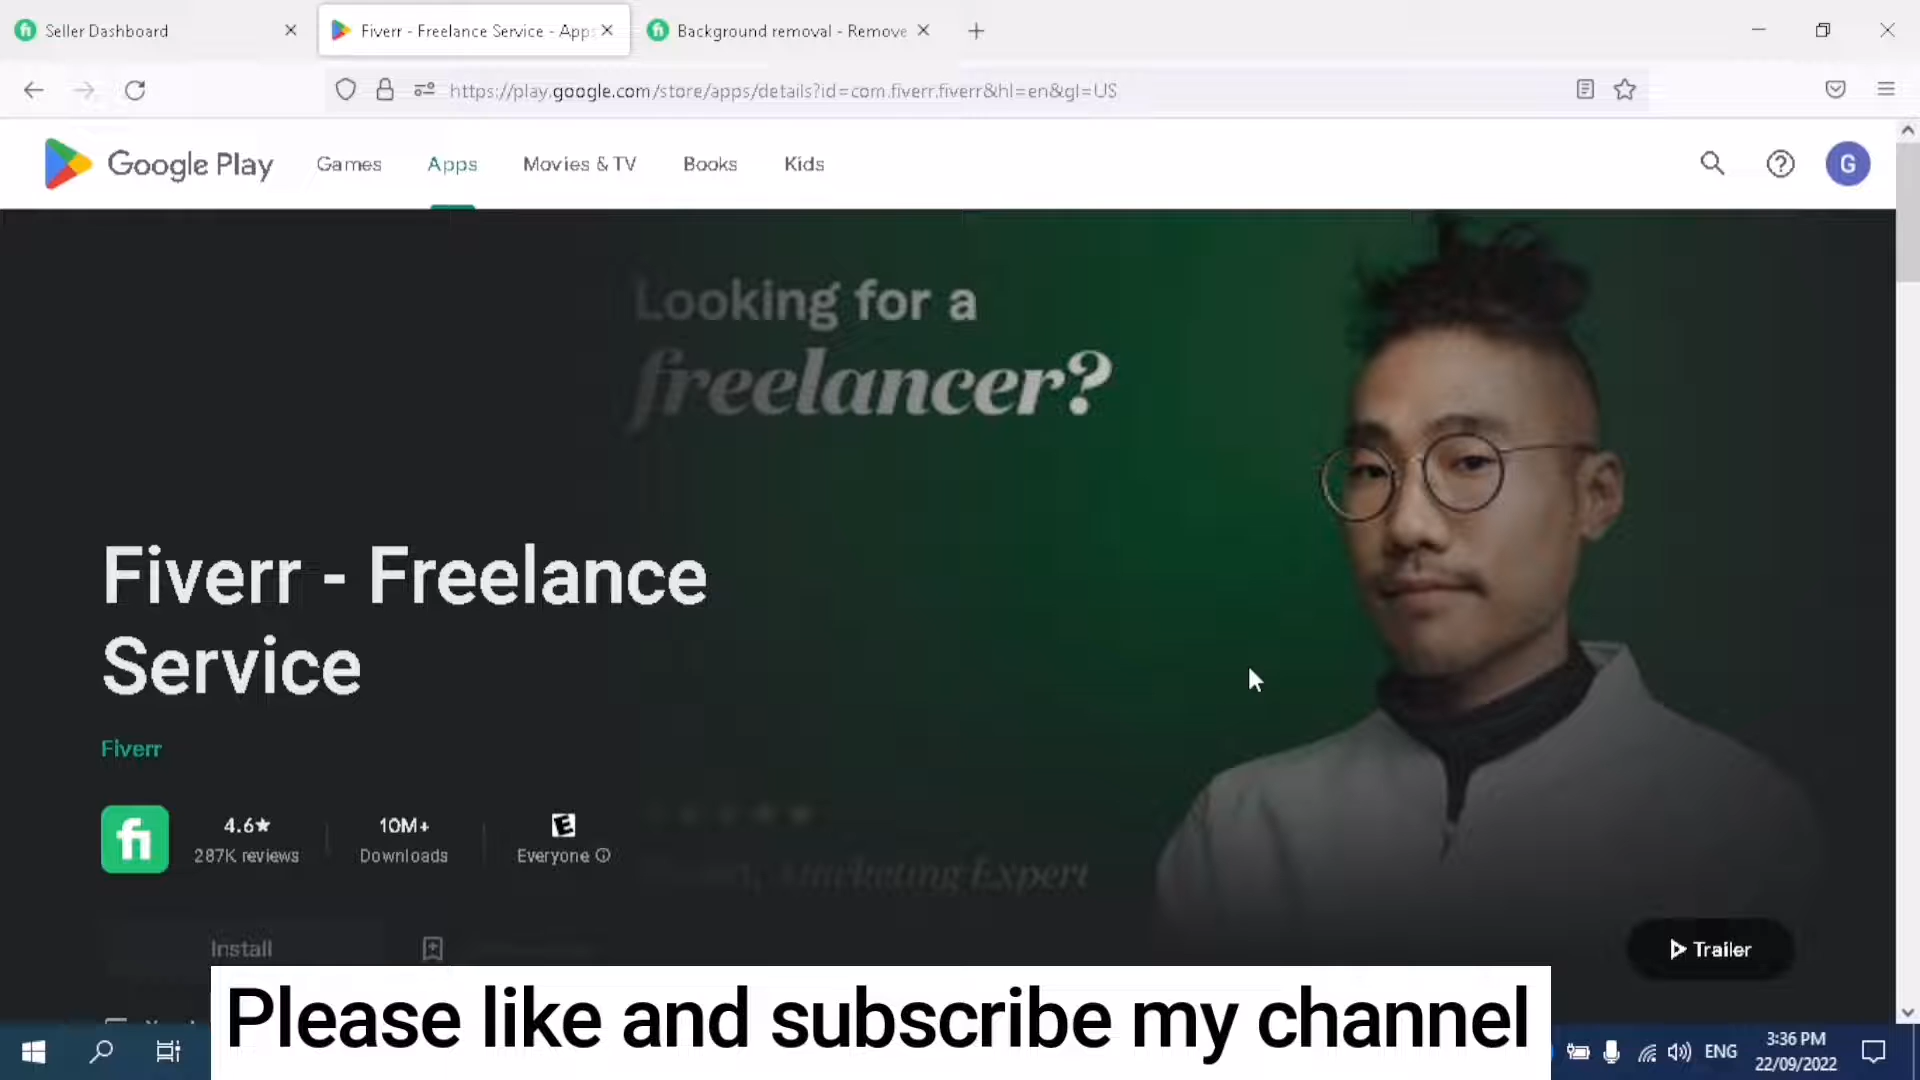 Seller Dashboard
Fiverr - Freelance Service - Apps
Background removal - Remove
https://play.google.com/store/apps/details?id=com.fiverr.fiverr&hl=en&gl=US
Google Play
Games
Apps
Movies & TV
Books
Kids
G
Looking for a
freelancer?
Fiverr - Freelance
Service
Fiverr
fi
4.6★
287K reviews
10M+
Downloads
E
Everyone
Marketing Expert
Install
Trailer
Please like and subscribe my channel
ENG
3:36 PM
22/09/2022